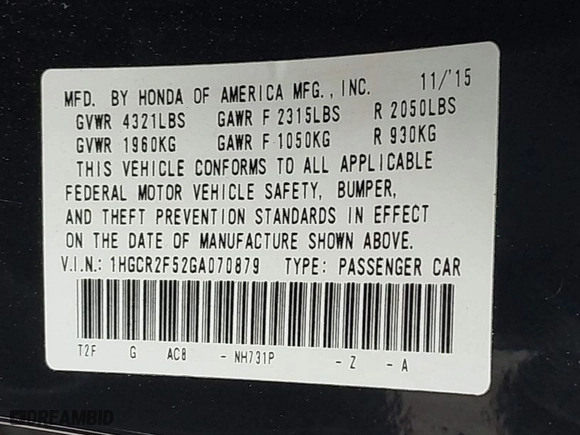 MFD. BY HONDA OF AMERICA MFG., INC. 11/'15
GVWR 4321LBS GAWR F 2315LBS R 2050LBS
GVWR 1960KG GAWR F 1050KG R 930KG
THIS VEHICLE CONFORMS TO ALL APPLICABLE
FEDERAL MOTOR VEHICLE SAFETY, BUMPER,
AND THEFT PREVENTION STANDARDS IN EFFECT
ON THE DATE OF MANUFACTURE SHOWN ABOVE.
V.I.N.: 1HGCR2F52GA070879 TYPE: PASSENGER CAR
T2F G AC8 - NH731P - Z - A
DREAMBID